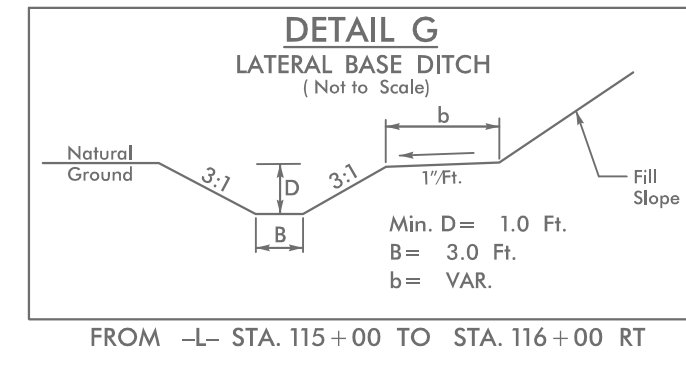 DETAIL G
LATERAL BASE DITCH
( Not to Scale)
b
Natural
Ground
3:1
D
3:1
1"/Ft.
Fill
Slope
B
Min. D= 1.0 Ft.
B= 3.0 Ft.
b= VAR.
FROM -L- STA. 115+00 TO STA. 116+00 RT